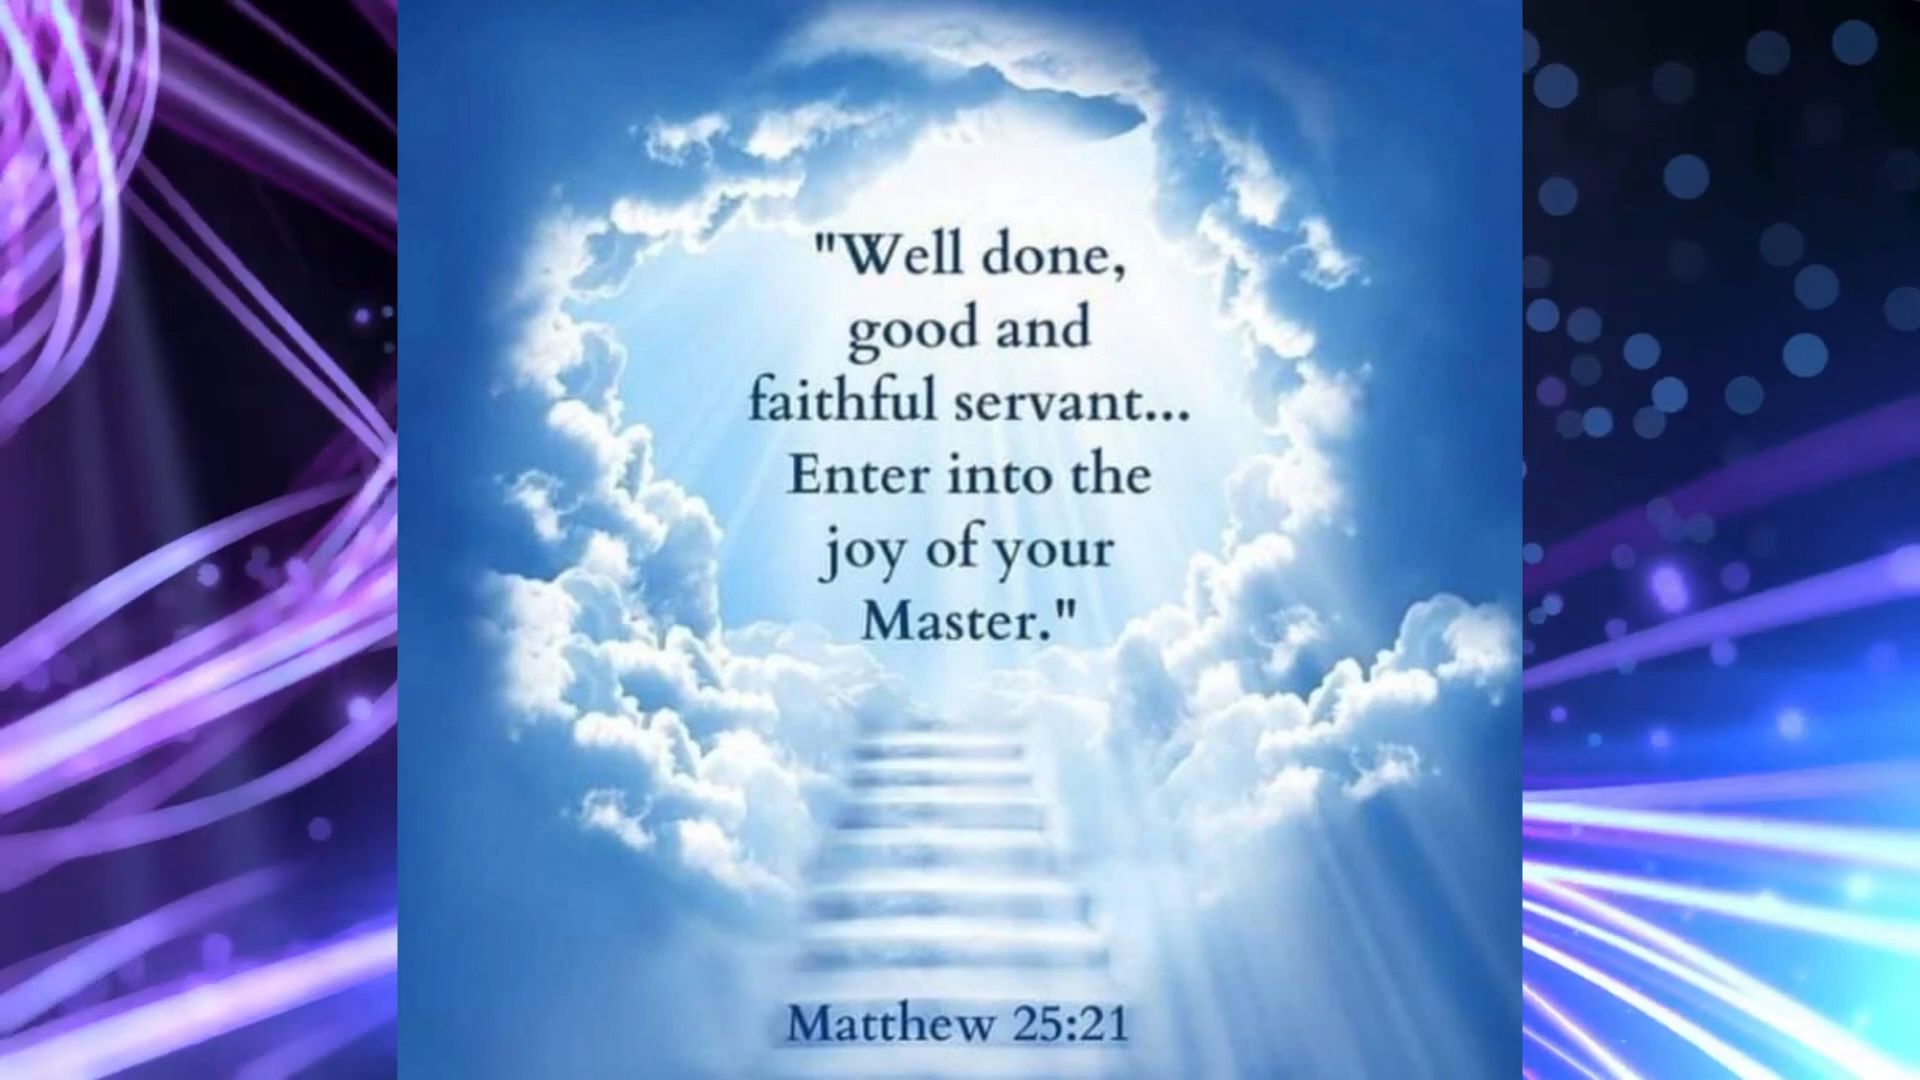 "Well done,
good and
faithful servant...
Enter into the
joy of your
Master."
Matthew 25:21